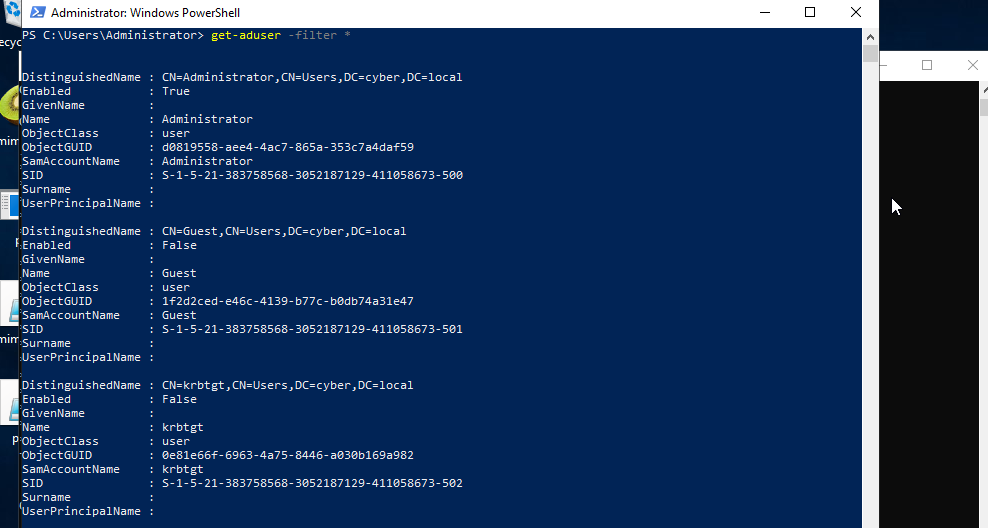 Administrator: Windows PowerShell
PS C:\Users\Administrator> get-aduser -filter *
DistinguishedName : CN=Administrator,CN=Users,DC=cyber,DC=local
Enabled : True
GivenName :
Name : Administrator
ObjectClass : user
ObjectGUID : d0819558-aee4-4ac7-865a-353c7a4daf59
SamAccountName : Administrator
SID : S-1-5-21-383758568-3052187129-411058673-500
Surname :
UserPrincipalName :
DistinguishedName : CN=Guest,CN=Users,DC=cyber,DC=local
Enabled : False
GivenName :
Name : Guest
ObjectClass : user
ObjectGUID : 1f2d2ced-e46c-4139-b77c-b0db74a31e47
SamAccountName : Guest
SID : S-1-5-21-383758568-3052187129-411058673-501
Surname :
UserPrincipalName :
DistinguishedName : CN=krbtgt,CN=Users,DC=cyber,DC=local
Enabled : False
GivenName :
Name : krbtgt
ObjectClass : user
ObjectGUID : 0e81e66f-6963-4a75-8446-a030b169a982
SamAccountName : krbtgt
SID : S-1-5-21-383758568-3052187129-411058673-502
Surname :
UserPrincipalName :